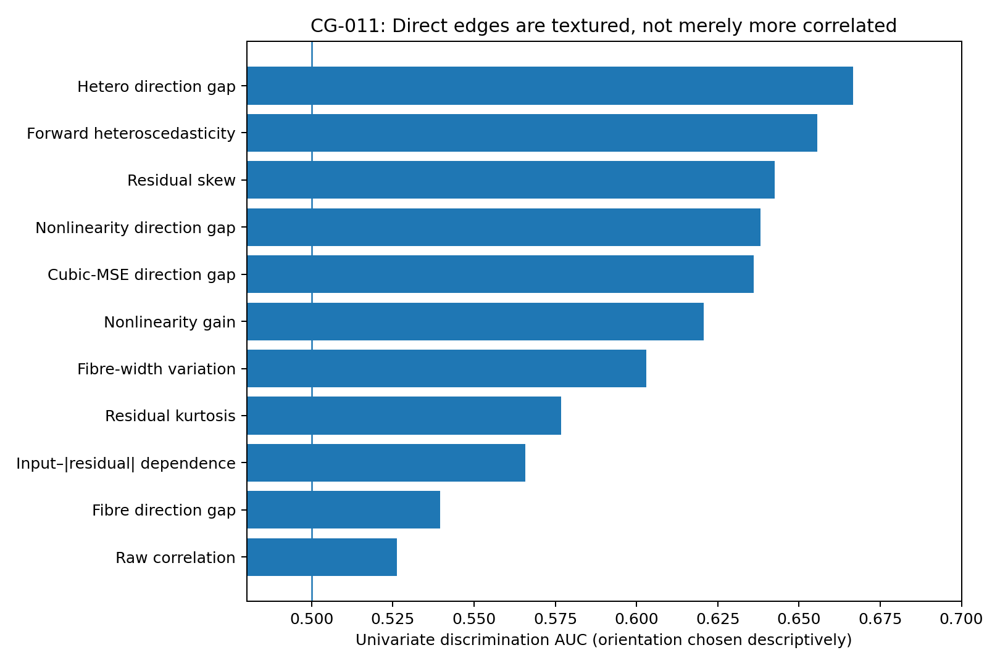 CG-011: Direct edges are textured, not merely more correlated
Hetero direction gap
Forward heteroscedasticity
Residual skew
Nonlinearity direction gap
Cubic-MSE direction gap
Nonlinearity gain
Fibre-width variation
Residual kurtosis
Input–|residual| dependence
Fibre direction gap
Raw correlation
0.500 0.525 0.550 0.575 0.600 0.625 0.650 0.675 0.700
Univariate discrimination AUC (orientation chosen descriptively)